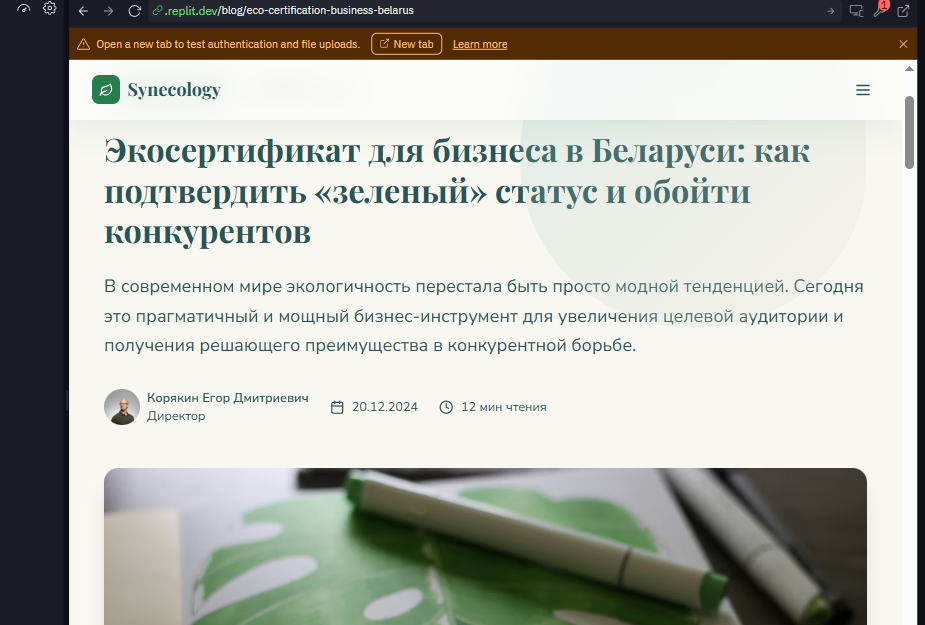 .replit.dev/blog/eco-certification-business-belarus
1
Open a new tab to test authentication and file uploads. New tab Learn more
Synecology
Экосертификат для бизнеса в Беларуси: как
подтвердить «зеленый» статус и обойти
конкурентов
В современном мире экологичность перестала быть просто модной тенденцией. Сегодня
это прагматичный и мощный бизнес-инструмент для увеличения целевой аудитории и
получения решающего преимущества в конкурентной борьбе.
Корякин Егор Дмитриевич
Директор
20.12.2024 12 мин чтения